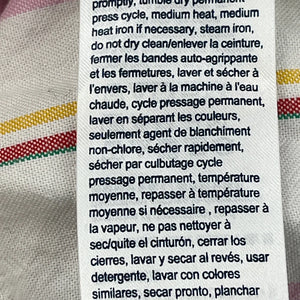 promptly, tumble dry permanent
press cycle, medium heat, medium
heat iron if necessary, steam iron,
do not dry clean/enlever la ceinture,
fermer les bandes auto-agrippante
et les fermetures, laver et sécher à
l'envers, laver à la machine à l'eau
chaude, cycle pressage permanent,
laver en séparant les couleurs,
seulement agent de blanchiment
non-chlore, sécher rapidement,
sécher par culbutage cycle
pressage permanent, température
moyenne, repasser à température
moyenne si nécessaire , repasser à
la vapeur, ne pas nettoyer à
sec/quite el cinturón, cerrar los
cierres, lavar y secar al revés, usar
detergente, lavar con colores
similares, secar pronto, planchar